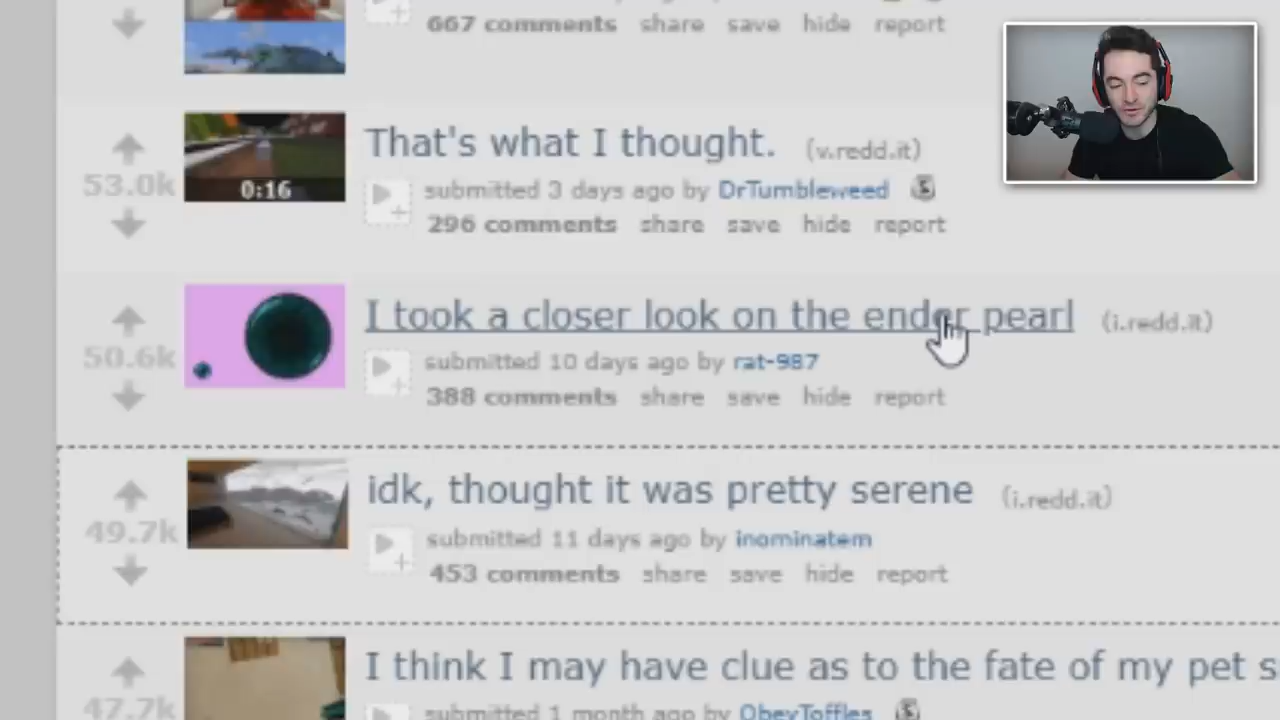 667 comments share save hide report
That's what I thought. (v.redd.it)
53.0k
0:16
submitted 3 days ago by DrTumbleweed
296 comments share save hide report
I took a closer look on the ender pearl (i.redd.it)
50.6k
submitted 10 days ago by rat-987
388 comments share save hide report
idk, thought it was pretty serene (i.redd.it)
49.7k
submitted 11 days ago by inominatem
453 comments share save hide report
I think I may have clue as to the fate of my pet s
47.7k
submitted 1 month ago by ObeyToffles